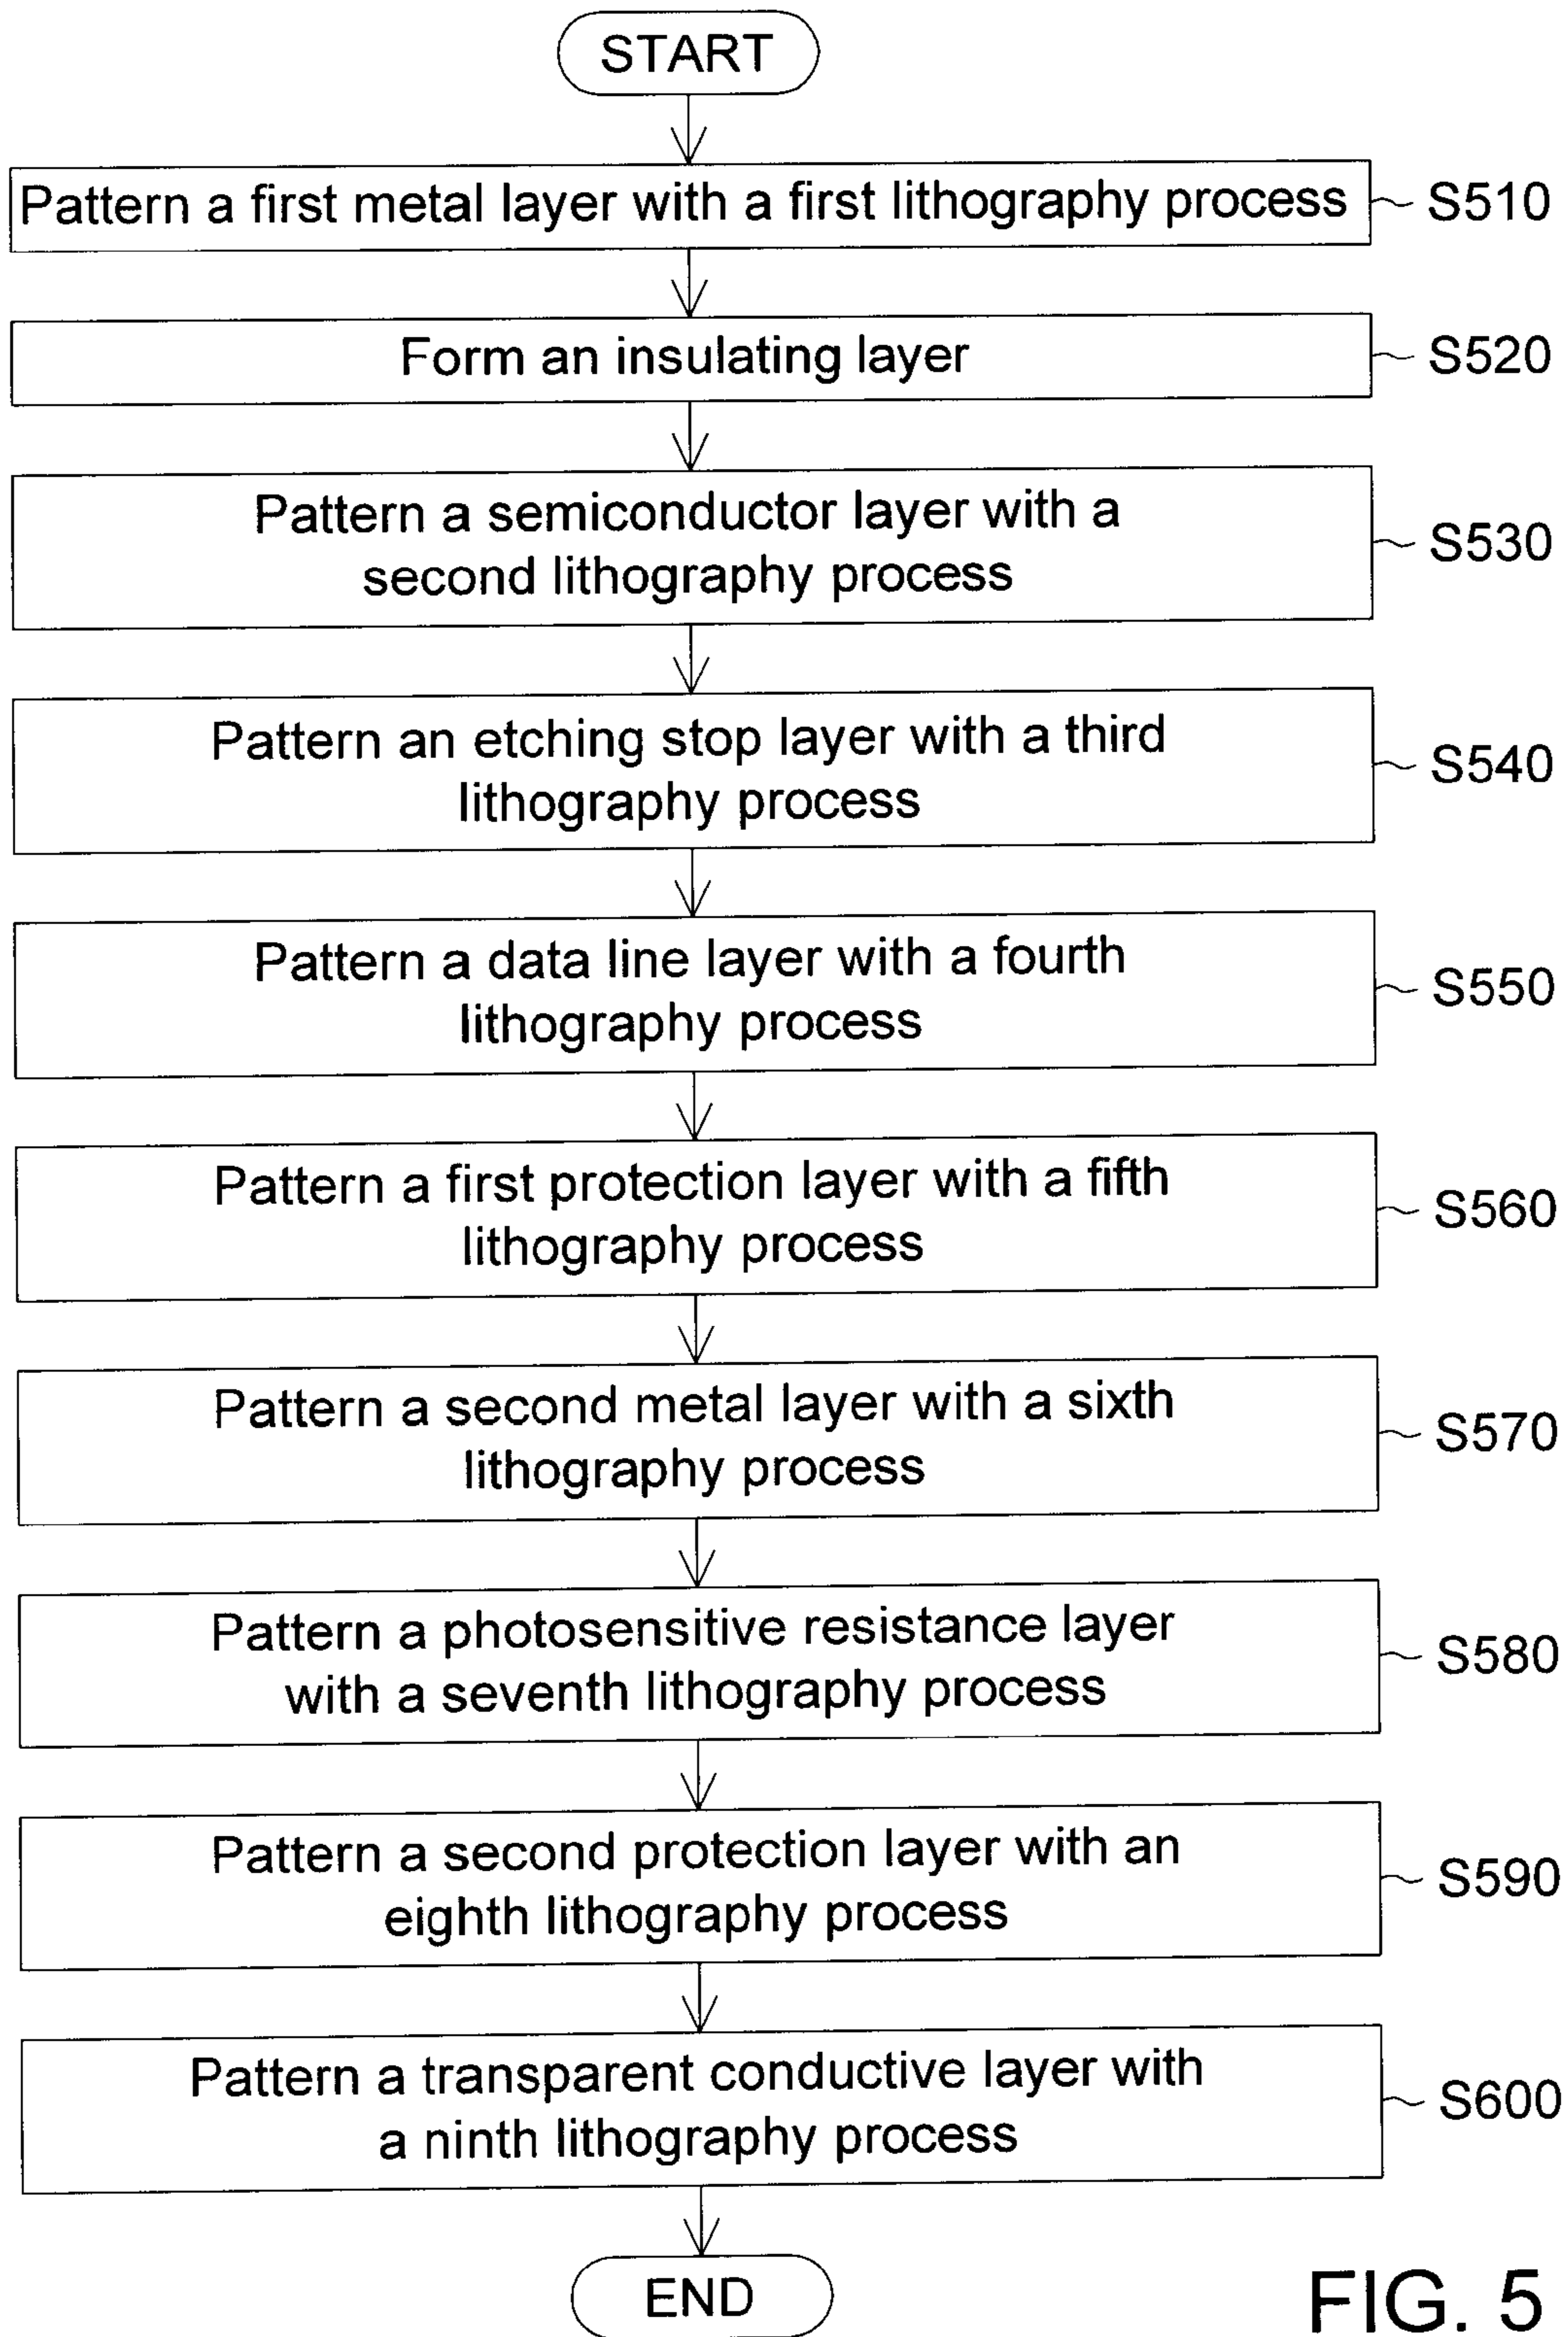 START
Pattern a first metal layer with a first lithography process
S510
Form an insulating layer
S520
Pattern a semiconductor layer with a
second lithography process
S530
Pattern an etching stop layer with a third
lithography process
S540
Pattern a data line layer with a fourth
lithography process
S550
Pattern a first protection layer with a fifth
lithography process
S560
Pattern a second metal layer with a sixth
lithography process
S570
Pattern a photosensitive resistance layer
with a seventh lithography process
S580
Pattern a second protection layer with an
eighth lithography process
S590
Pattern a transparent conductive layer with
a ninth lithography process
S600
END
FIG. 5